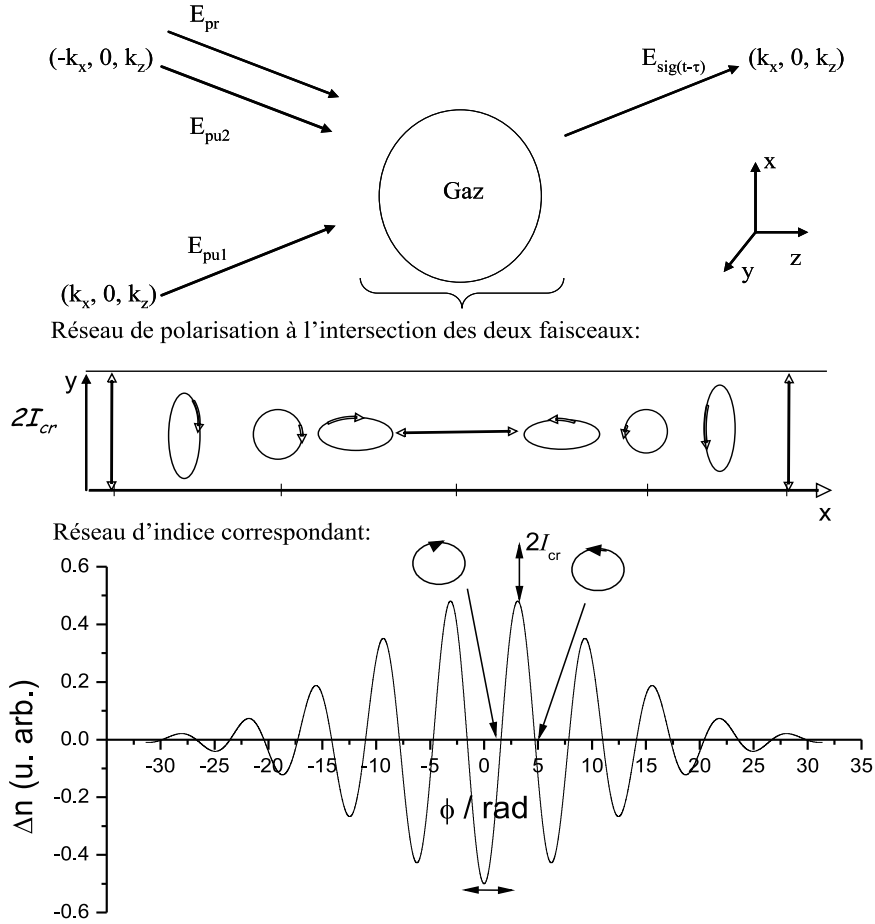 E_pr
(-k_x, 0, k_z)
E_pu2
E_sig(t-τ)
(k_x, 0, k_z)
Gaz
E_pu1
(k_x, 0, k_z)
x
y
z
Réseau de polarisation à l'intersection des deux faisceaux:
y
2I_cr
x
Réseau d'indice correspondant:
2I_cr
0.6
0.4
0.2
0.0
-0.2
-0.4
-0.6
Δn (u. arb.)
-30 -25 -20 -15 -10 -5 0 5 10 15 20 25 30 35
ϕ / rad